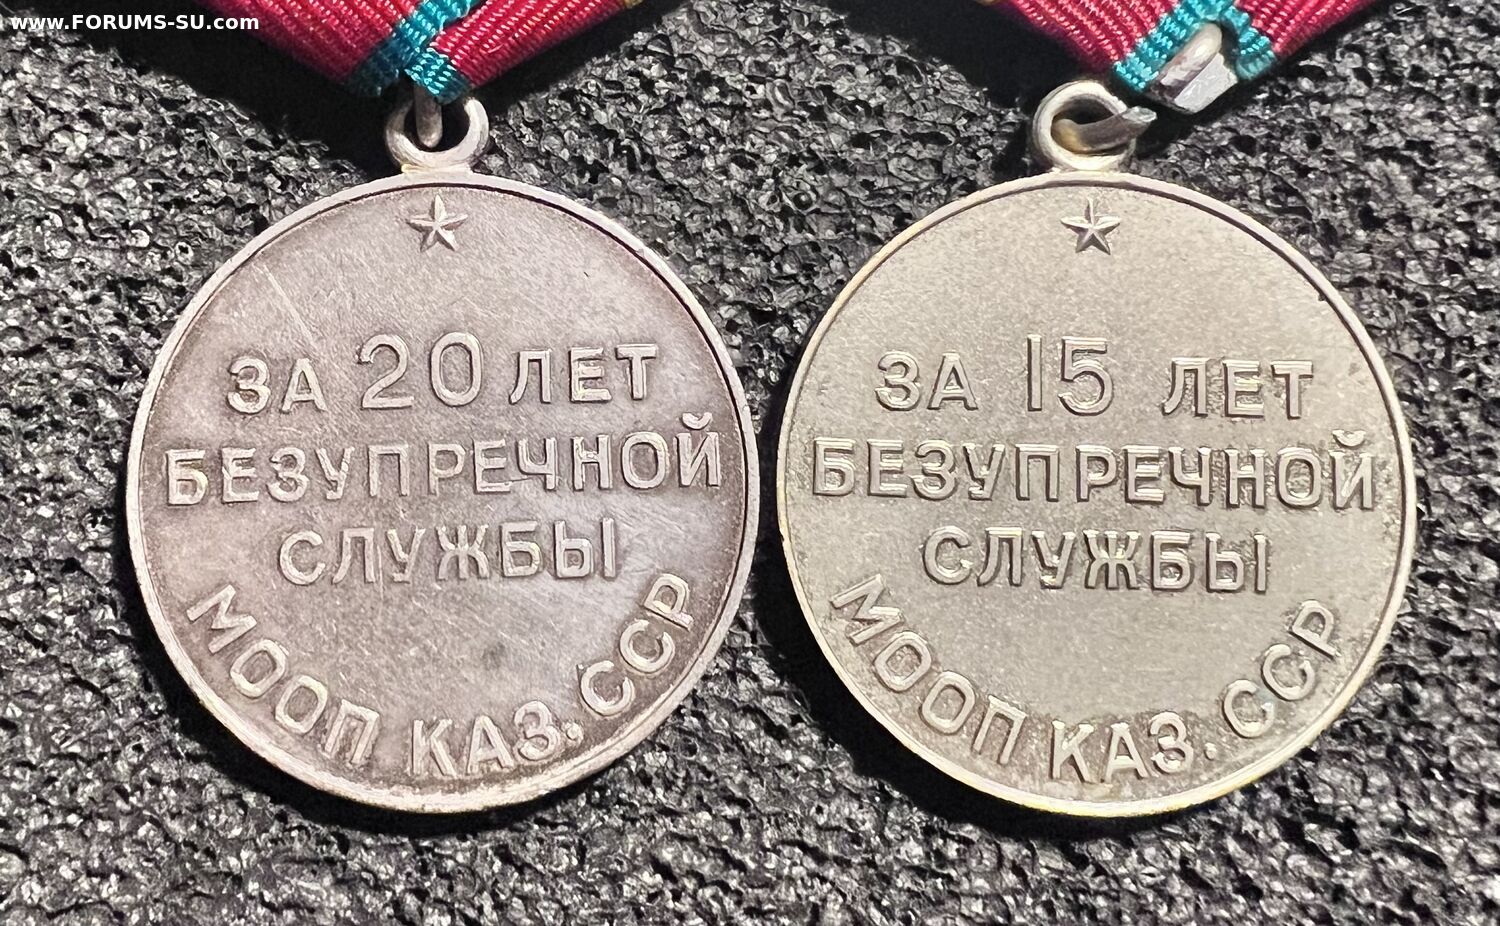 www.FORUMS-SU.com
ЗА 20 ЛЕТ
БЕЗУПРЕЧНОЙ
СЛУЖБЫ
МООП КАЗ. ССР
ЗА 15 ЛЕТ
БЕЗУПРЕЧНОЙ
СЛУЖБЫ
МООП КАЗ. ССР